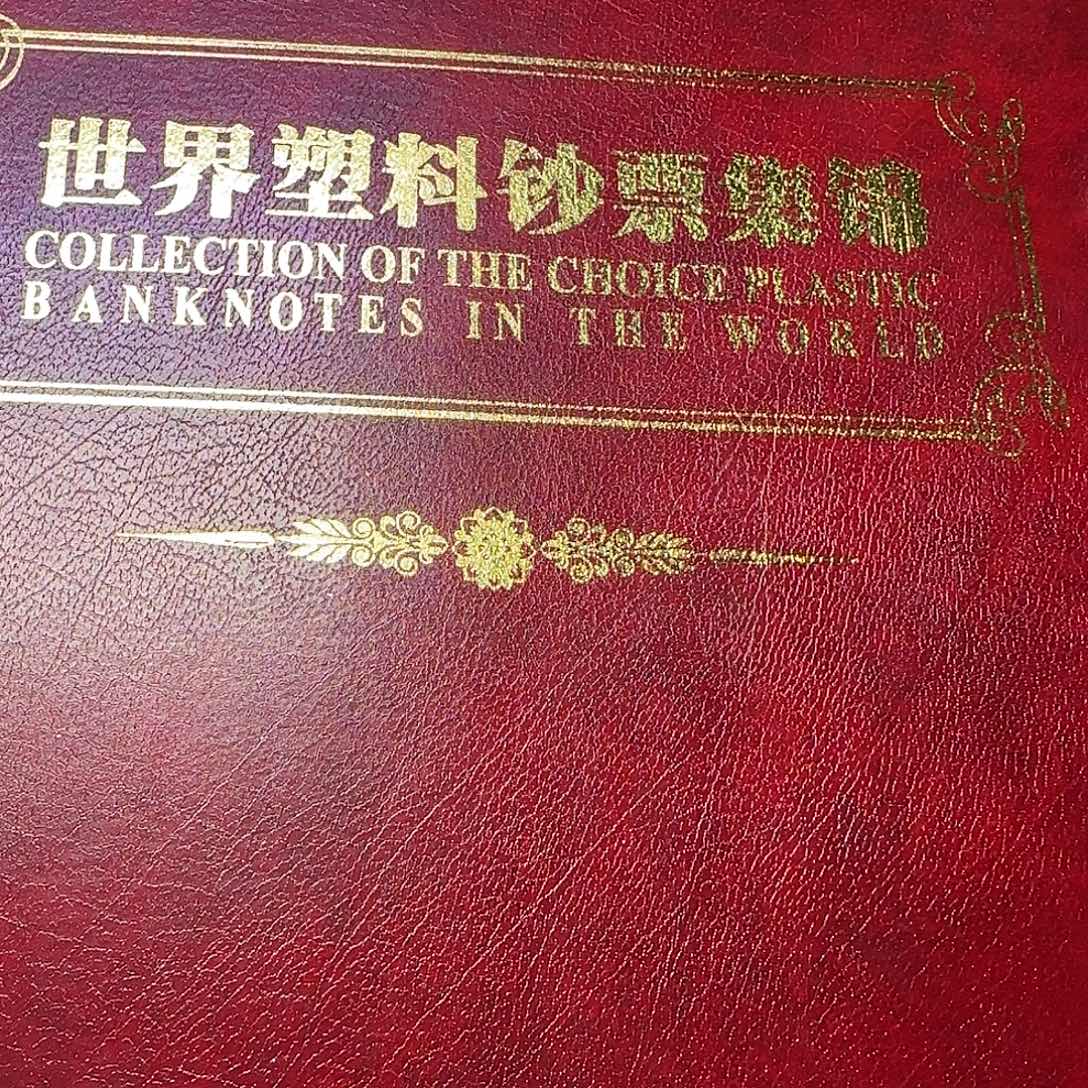 世界塑料钞票集锦
COLLECTION OF THE CHOICE PLASTIC
BANKNOTES IN THE WORLD